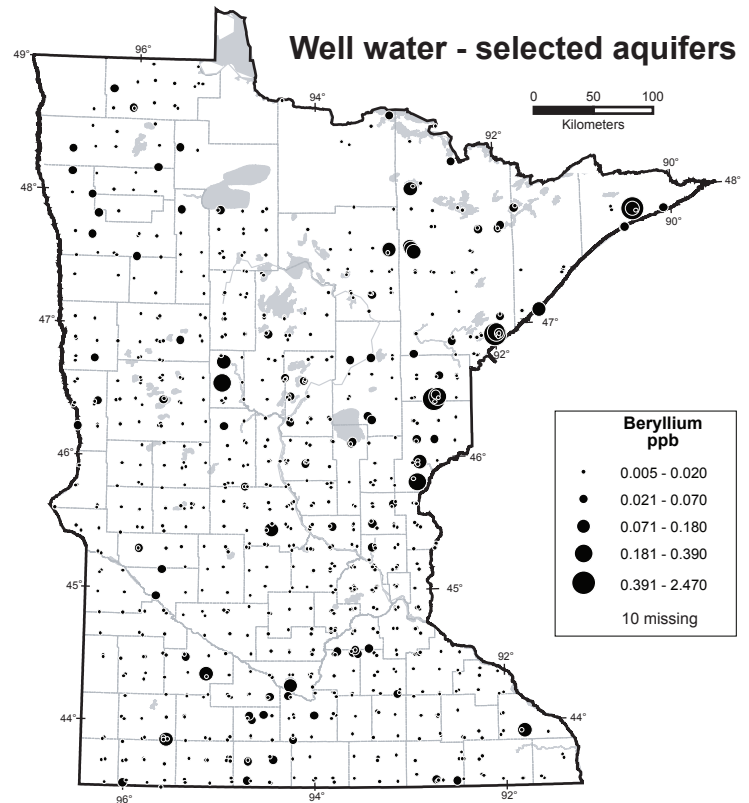 Well water - selected aquifers
0 50 100
Kilometers
49°
96°
94°
92°
90°
48°
48°
90°
47°
47°
92°
46°
46°
45°
45°
92°
44°
44°
96°
94°
92°
Beryllium
ppb
0.005 - 0.020
0.021 - 0.070
0.071 - 0.180
0.181 - 0.390
0.391 - 2.470
10 missing